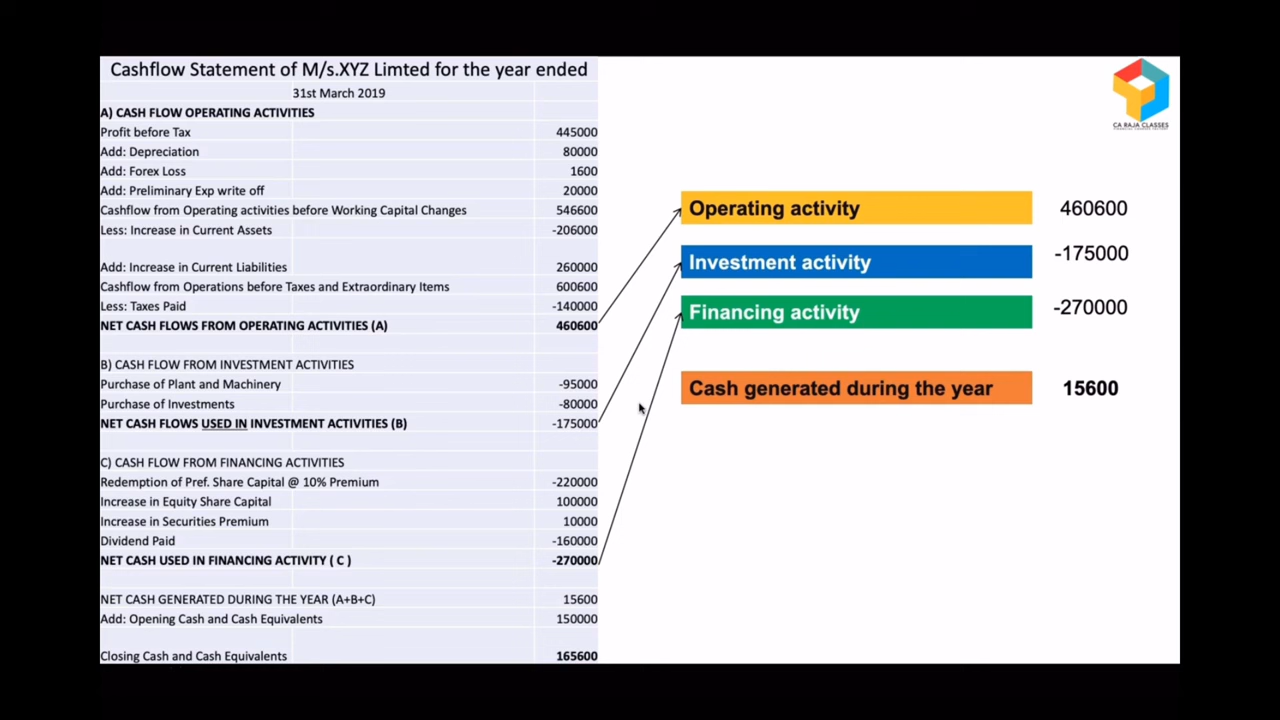 Cashflow Statement of M/s.XYZ Limted for the year ended
31st March 2019
A) CASH FLOW OPERATING ACTIVITIES
Profit before Tax 445000
Add: Depreciation 80000
Add: Forex Loss 1600
Add: Preliminary Exp write off 20000
Cashflow from Operating activities before Working Capital Changes 546600
Less: Increase in Current Assets -206000
Add: Increase in Current Liabilities 260000
Cashflow from Operations before Taxes and Extraordinary Items 600600
Less: Taxes Paid -140000
NET CASH FLOWS FROM OPERATING ACTIVITIES (A) 460600
B) CASH FLOW FROM INVESTMENT ACTIVITIES
Purchase of Plant and Machinery -95000
Purchase of Investments -80000
NET CASH FLOWS USED IN INVESTMENT ACTIVITIES (B) -175000
C) CASH FLOW FROM FINANCING ACTIVITIES
Redemption of Pref. Share Capital @ 10% Premium -220000
Increase in Equity Share Capital 100000
Increase in Securities Premium 10000
Dividend Paid -160000
NET CASH USED IN FINANCING ACTIVITY ( C ) -270000
NET CASH GENERATED DURING THE YEAR (A+B+C) 15600
Add: Opening Cash and Cash Equivalents 150000
Closing Cash and Cash Equivalents 165600
CA RAJA CLASSES
Operating activity 460600
Investment activity -175000
Financing activity -270000
Cash generated during the year 15600